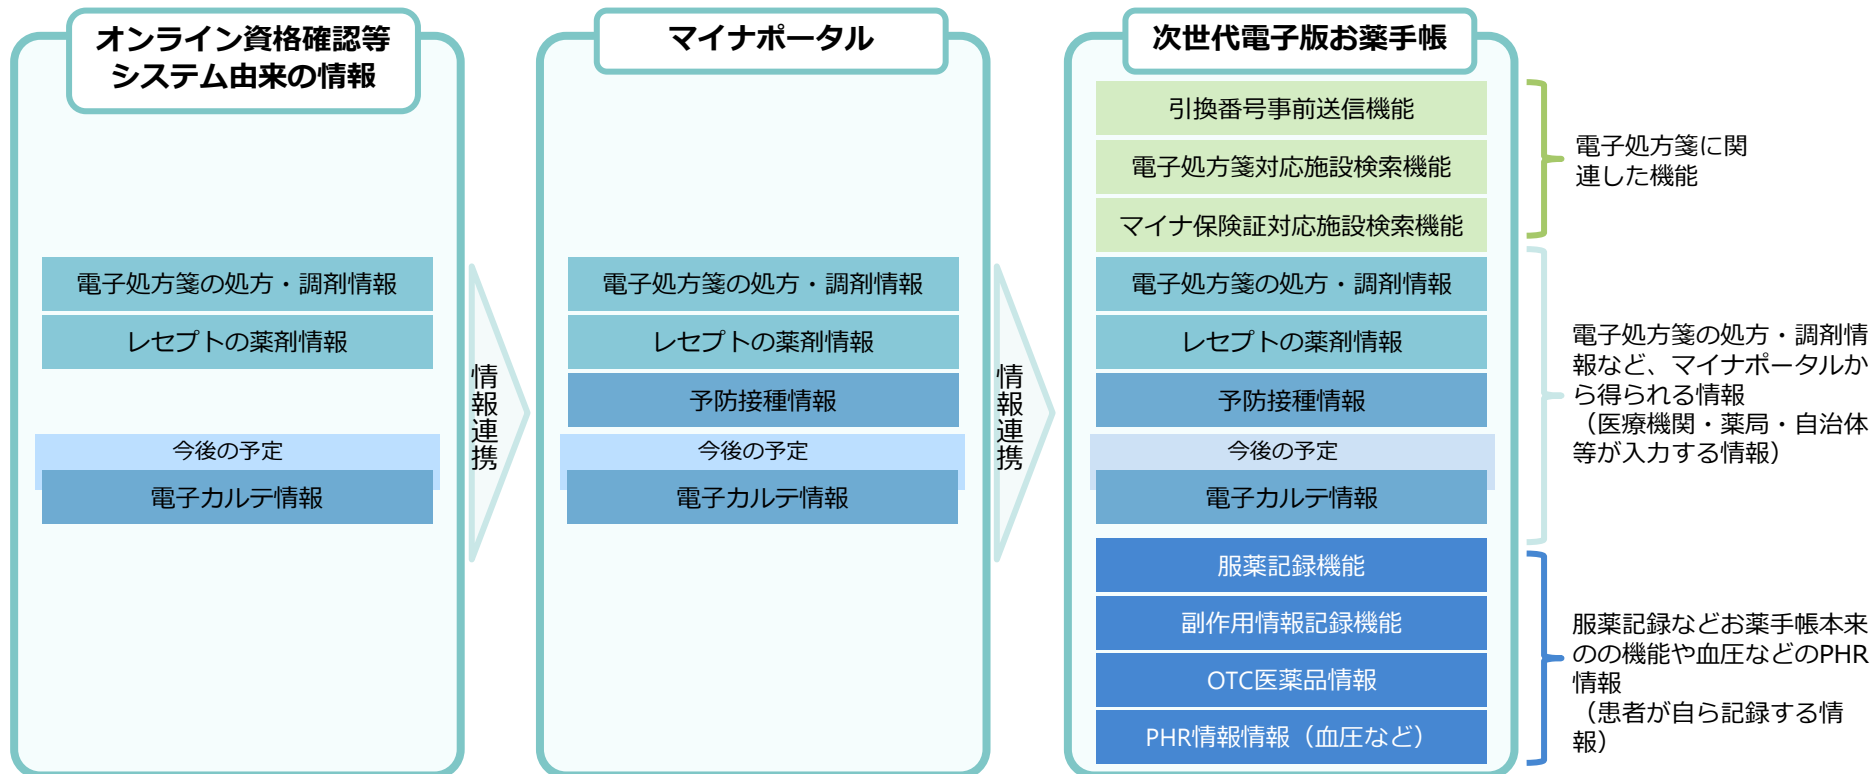 オンライン資格確認等
システム由来の情報
電子処方箋の処方・調剤情報
レセプトの薬剤情報
今後の予定
電子カルテ情報
情報連携
マイナポータル
電子処方箋の処方・調剤情報
レセプトの薬剤情報
予防接種情報
今後の予定
電子カルテ情報
情報連携
次世代電子版お薬手帳
引換番号事前送信機能
電子処方箋対応施設検索機能
マイナ保険証対応施設検索機能
電子処方箋の処方・調剤情報
レセプトの薬剤情報
予防接種情報
今後の予定
電子カルテ情報
服薬記録機能
副作用情報記録機能
OTC医薬品情報
PHR情報情報（血圧など）
電子処方箋に関
連した機能
電子処方箋の処方・調剤情
報など、マイナポータルか
ら得られる情報
（医療機関・薬局・自治体
等が入力する情報）
服薬記録などお薬手帳本来
のの機能や血圧などのPHR
情報
（患者が自ら記録する情
報）